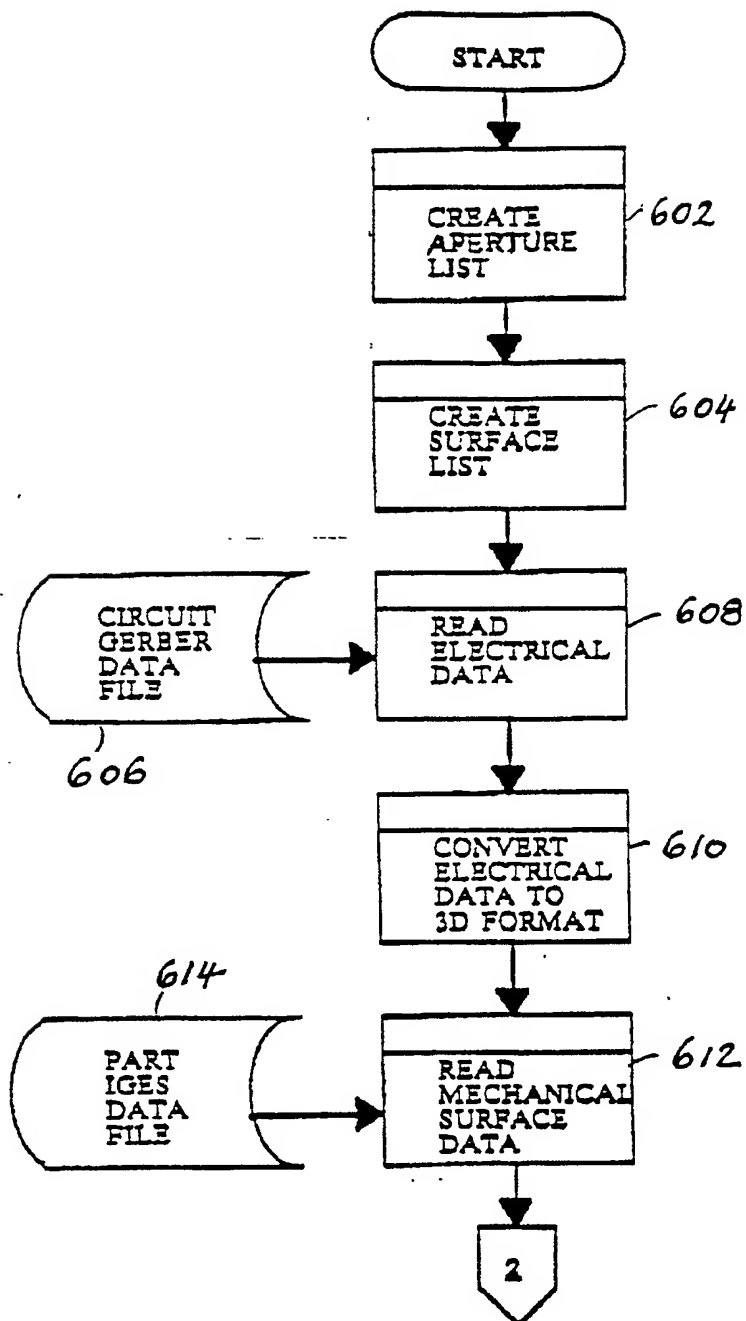 START
CREATE
APERTURE
LIST
602
CREATE
SURFACE
LIST
604
CIRCUIT
GERBER
DATA
FILE
606
READ
ELECTRICAL
DATA
608
CONVERT
ELECTRICAL
DATA TO
3D FORMAT
610
614
PART
IGES
DATA
FILE
READ
MECHANICAL
SURFACE
DATA
612
2